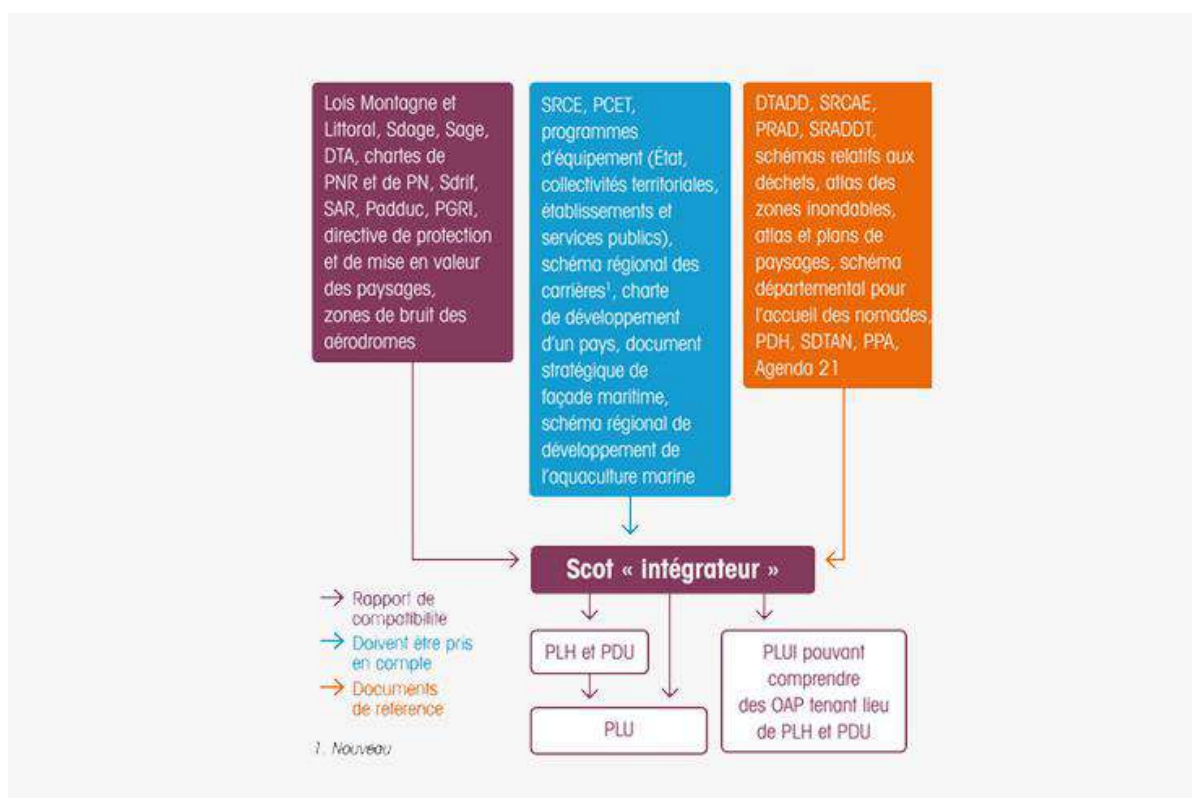 Lois Montagne et
Littoral, Sdage, Sage,
DTA, chartes de
PNR et de PN, Sdrif,
SAR, Padduc, PGRI,
directive de protection
et de mise en valeur
des paysages,
zones de bruit des
aérodromes
SRCE, PCET,
programmes
d'équipement (État,
collectivités territoriales,
établissements et
services publics),
schéma régional des
carrières¹, charte
de développement
d'un pays, document
stratégique de
façade maritime,
schéma régional de
développement de
l'aquaculture marine
DTADD, SRCAE,
PRAD, SRADDT,
schémas relatifs aux
déchets, atlas des
zones inondables,
atlas et plans de
paysages, schéma
départemental pour
l'accueil des nomades,
PDH, SDTAN, PPA,
Agenda 21
Scot « intégrateur »
Rapport de
compatibilité
Doivent être pris
en compte
Documents
de référence
1. Nouveau
PLH et PDU
PLU
PLUI pouvant
comprendre
des OAP tenant lieu
de PLH et PDU